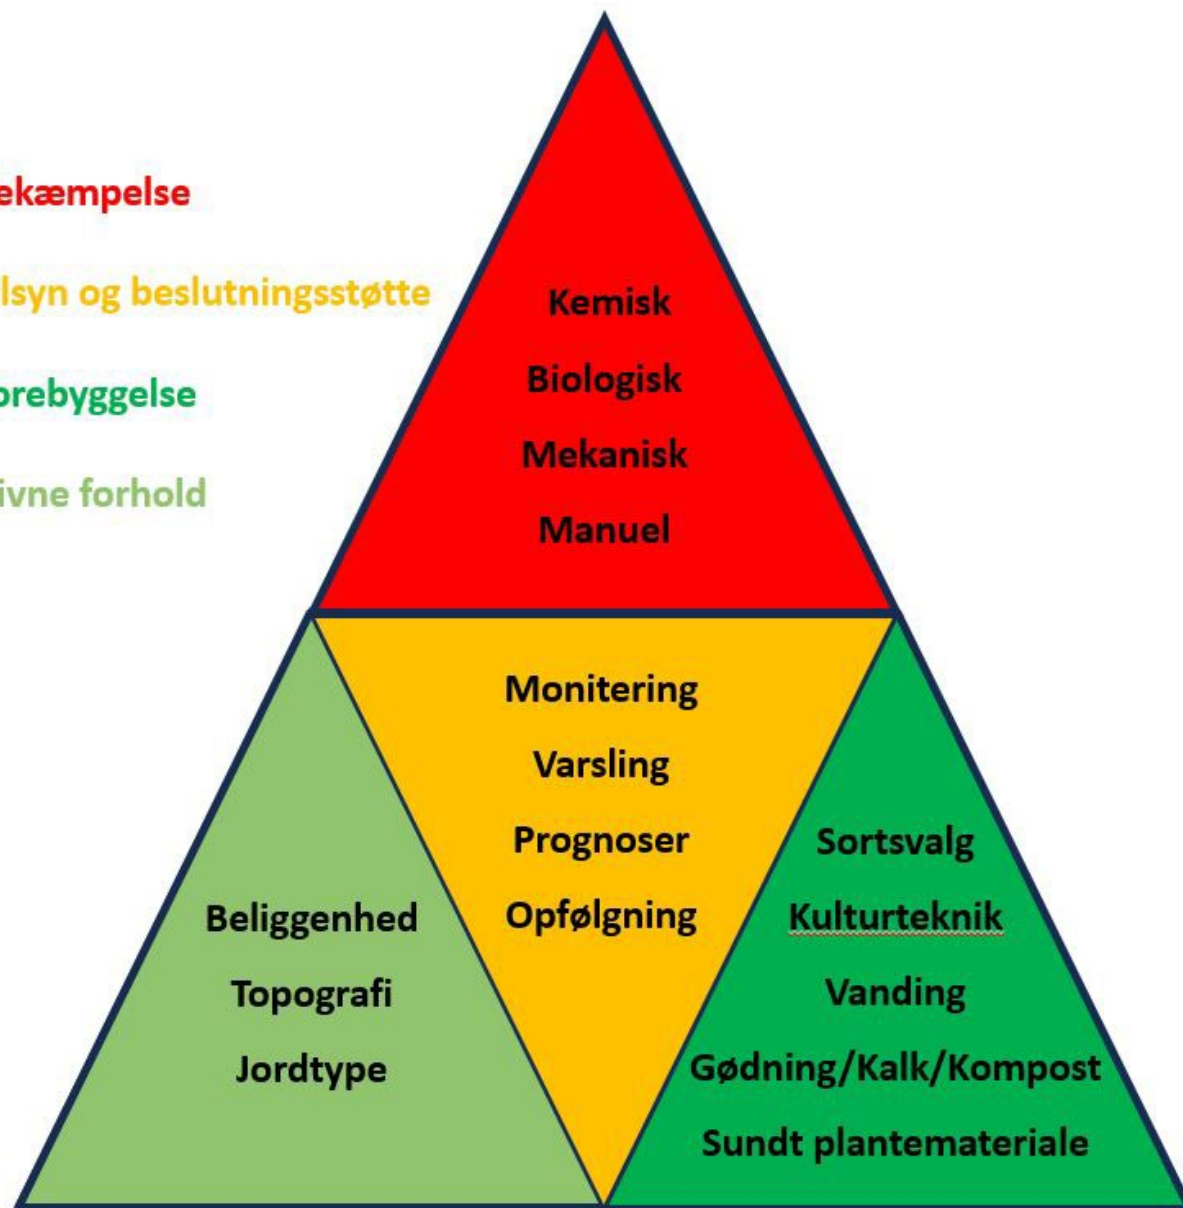 ekæmpelse
lsyn og beslutningsstøtte
orebyggelse
ivne forhold
Kemisk
Biologisk
Mekanisk
Manuel
Monitering
Varsling
Prognoser
Opfølgning
Beliggenhed
Topografi
Jordtype
Sortsvalg
Kulturteknik
Vanding
Gødning/Kalk/Kompost
Sundt plantemateriale